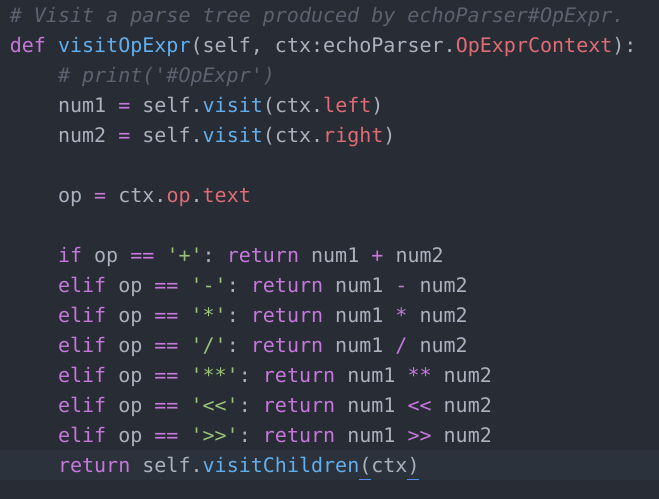 # Visit a parse tree produced by echoParser#OpExpr.
def visitOpExpr(self, ctx:echoParser.OpExprContext):
    # print('#OpExpr')
    num1 = self.visit(ctx.left)
    num2 = self.visit(ctx.right)

    op = ctx.op.text

    if op == '+': return num1 + num2
    elif op == '-': return num1 - num2
    elif op == '*': return num1 * num2
    elif op == '/': return num1 / num2
    elif op == '**': return num1 ** num2
    elif op == '<<': return num1 << num2
    elif op == '>>': return num1 >> num2
    return self.visitChildren(ctx)